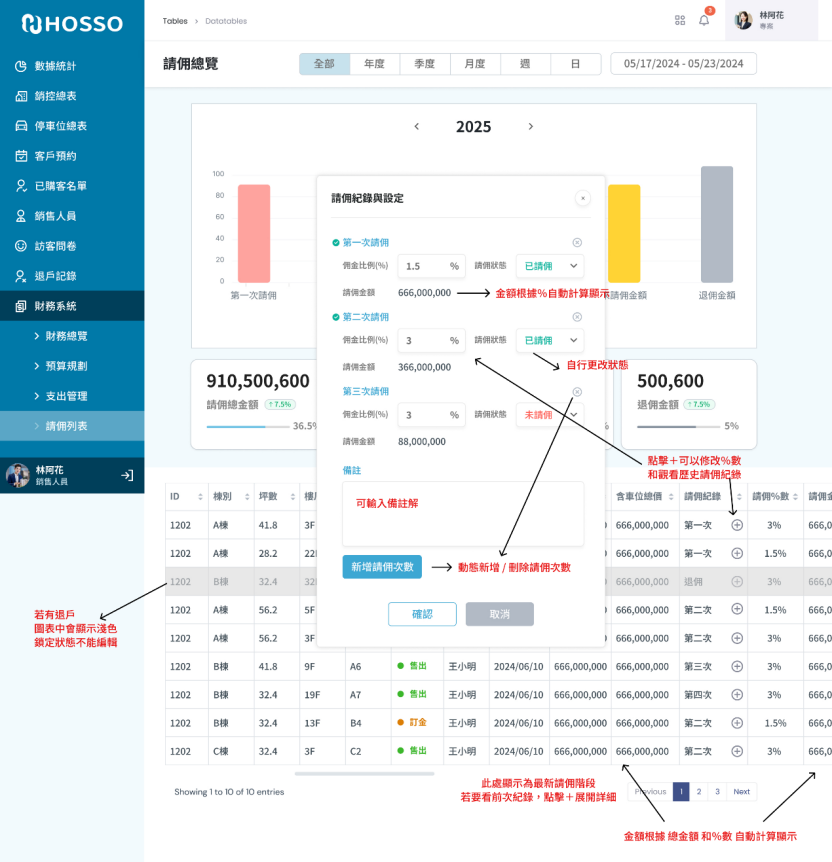 HOSSO
Tables > Datatables
3
林阿花
專案
數據統計
銷控總表
停車位總表
客戶預約
已購客名單
銷售人員
訪客問卷
退戶記錄
財務系統
財務總覽
預算規劃
支出管理
請佣列表
林阿花
銷售人員
請佣總覽
全部 年度 季度 月度 週 日
05/17/2024 - 05/23/2024
2025
100
80
60
40
20
0
第一次請佣
請佣金額
退佣金額
910,500,600
請佣總金額 ↑7.5%
36.5%
500,600
退佣金額 ↑7.5%
5%
請佣紀錄與設定
第一次請佣
佣金比例(%) 1.5 % 請佣狀態 已請佣
請佣金額 666,000,000
金額根據%自動計算顯示
第二次請佣
佣金比例(%) 3 % 請佣狀態 已請佣
請佣金額 366,000,000
自行更改狀態
第三次請佣
佣金比例(%) 3 % 請佣狀態 未請佣
請佣金額 88,000,000
備註
可輸入備註解
新增請佣次數
動態新增 / 刪除請佣次數
確認 取消
點擊＋可以修改%數
和觀看歷史請佣紀錄
若有退戶
圖表中會顯示淺色
鎖定狀態不能編輯
ID 棟別 坪數 含車位總價 請佣紀錄 請佣%數
1202 A棟 41.8 3F 666,000,000 第一次 3%
1202 A棟 28.2 666,000,000 第一次 1.5%
1202 B棟 32.4 666,000,000 退佣 3%
1202 A棟 56.2 5F 666,000,000 第二次 1.5%
1202 A棟 56.2 3F 666,000,000 第二次 3%
1202 B棟 41.8 9F A6 售出 王小明 2024/06/10 666,000,000 666,000,000 第三次 3%
1202 B棟 32.4 19F A7 售出 王小明 2024/06/10 666,000,000 666,000,000 第四次 3%
1202 B棟 32.4 13F B4 訂金 王小明 2024/06/10 666,000,000 666,000,000 第二次 1.5%
1202 C棟 32.4 3F C2 售出 王小明 2024/06/10 666,000,000 666,000,000 第二次 3%
Showing 1 to 10 of 10 entries
此處顯示為最新請佣階段
若要看前次紀錄，點擊＋展開詳細
Previous 1 2 3 Next
金額根據 總金額 和%數 自動計算顯示